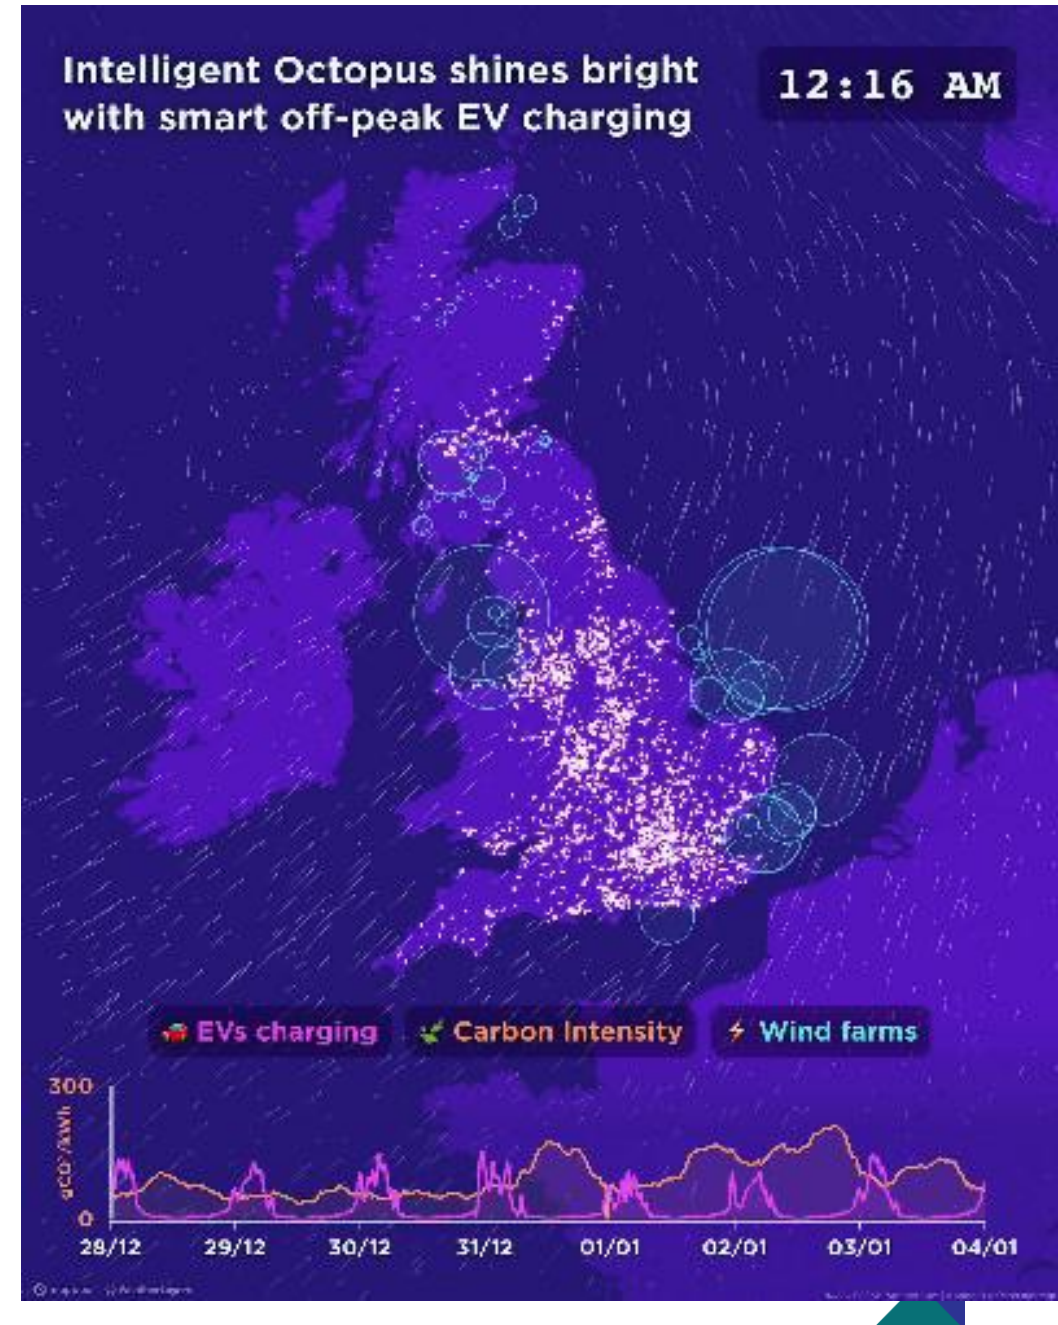 Intelligent Octopus shines bright
with smart off-peak EV charging
12:16 AM
EVs charging
Carbon Intensity
Wind farms
300
gCO²/kWh
0
28/12
29/12
30/12
31/12
01/01
02/01
03/01
04/01